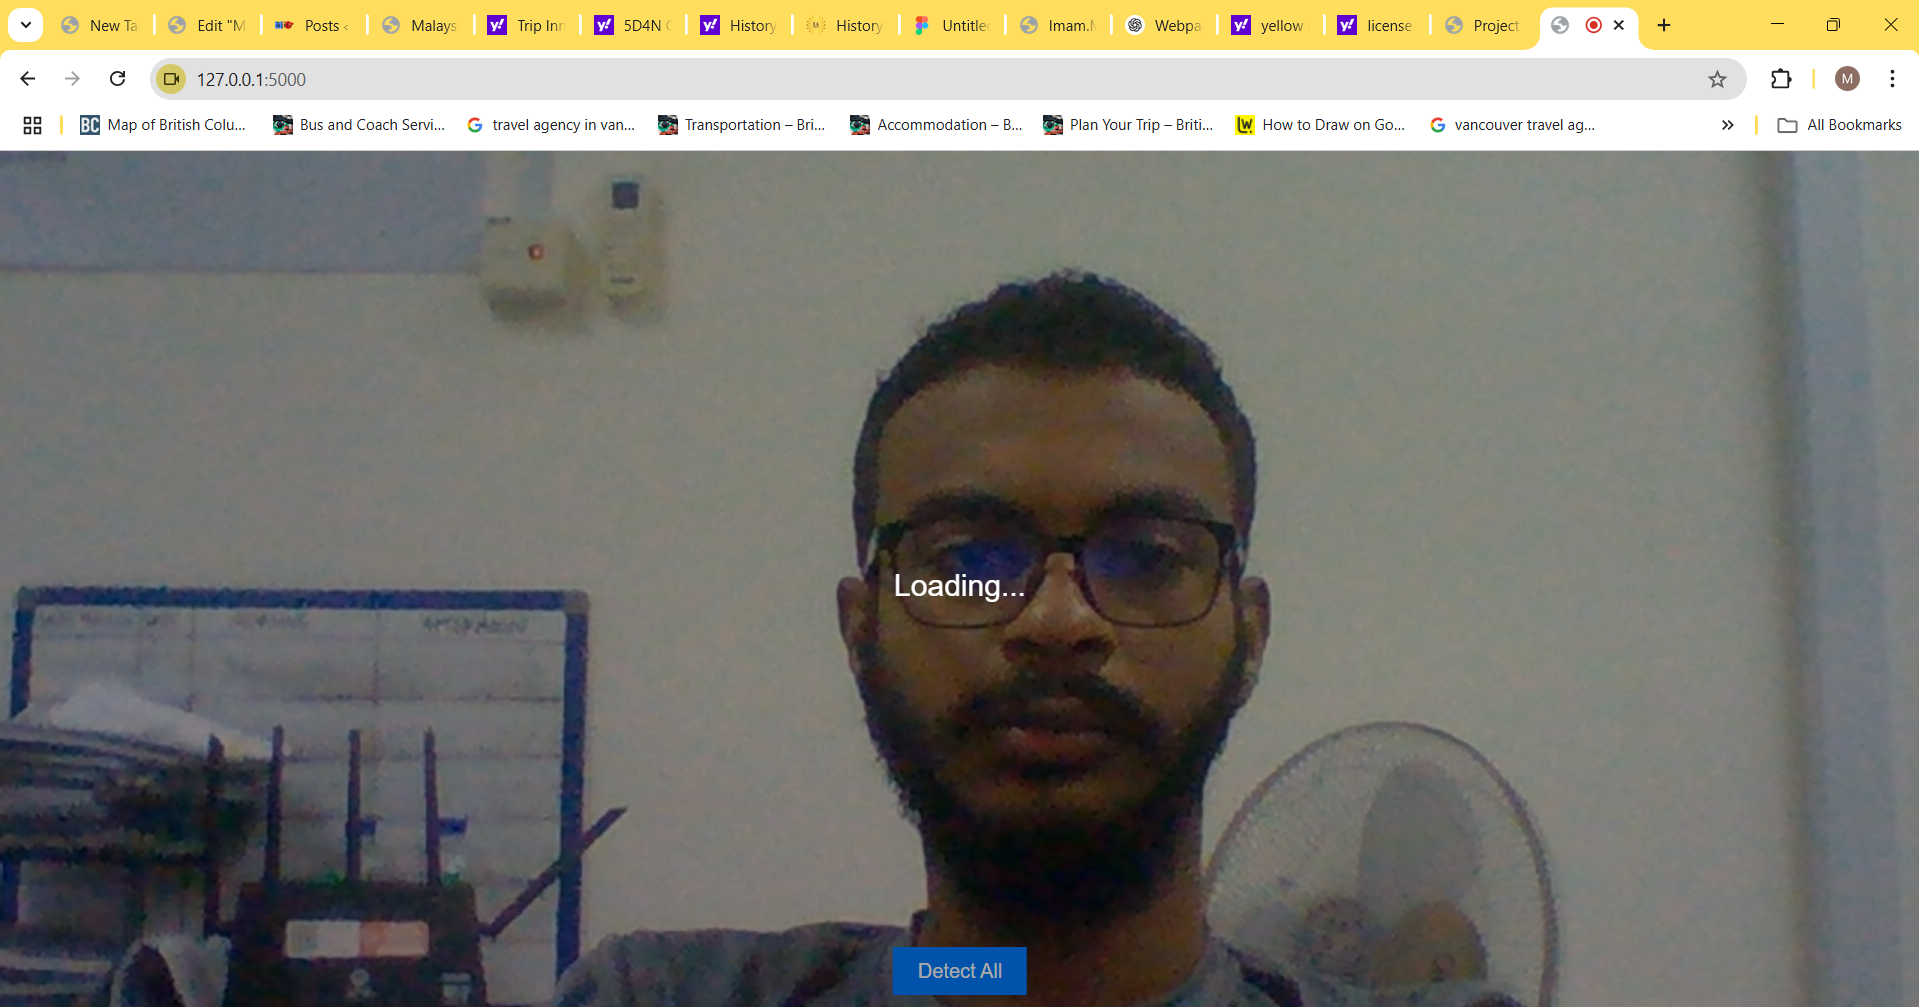 New Ta
Edit "M
Posts ‹
Malays
Trip Inn
5D4N
History
History
Untitle
Imam.
Webpa
yellow
license
Project
M
127.0.0.1:5000
Map of British Colu...
Bus and Coach Servi...
travel agency in van...
Transportation – Bri...
Accommodation – B...
Plan Your Trip – Briti...
How to Draw on Go...
vancouver travel ag...
All Bookmarks
Loading...
Detect All